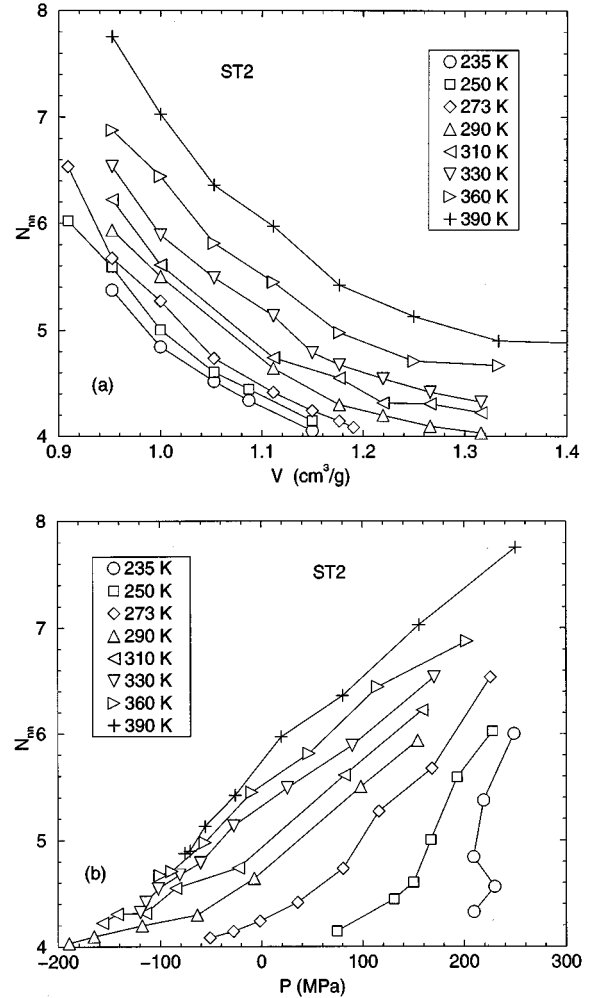 8
7
6
5
4
N_nn
ST2
235 K
250 K
273 K
290 K
310 K
330 K
360 K
390 K
(a)
0.9 1.0 1.1 1.2 1.3 1.4
V (cm³/g)
8
7
6
5
4
N_nn
ST2
235 K
250 K
273 K
290 K
310 K
330 K
360 K
390 K
(b)
−200 −100 0 100 200 300
P (MPa)